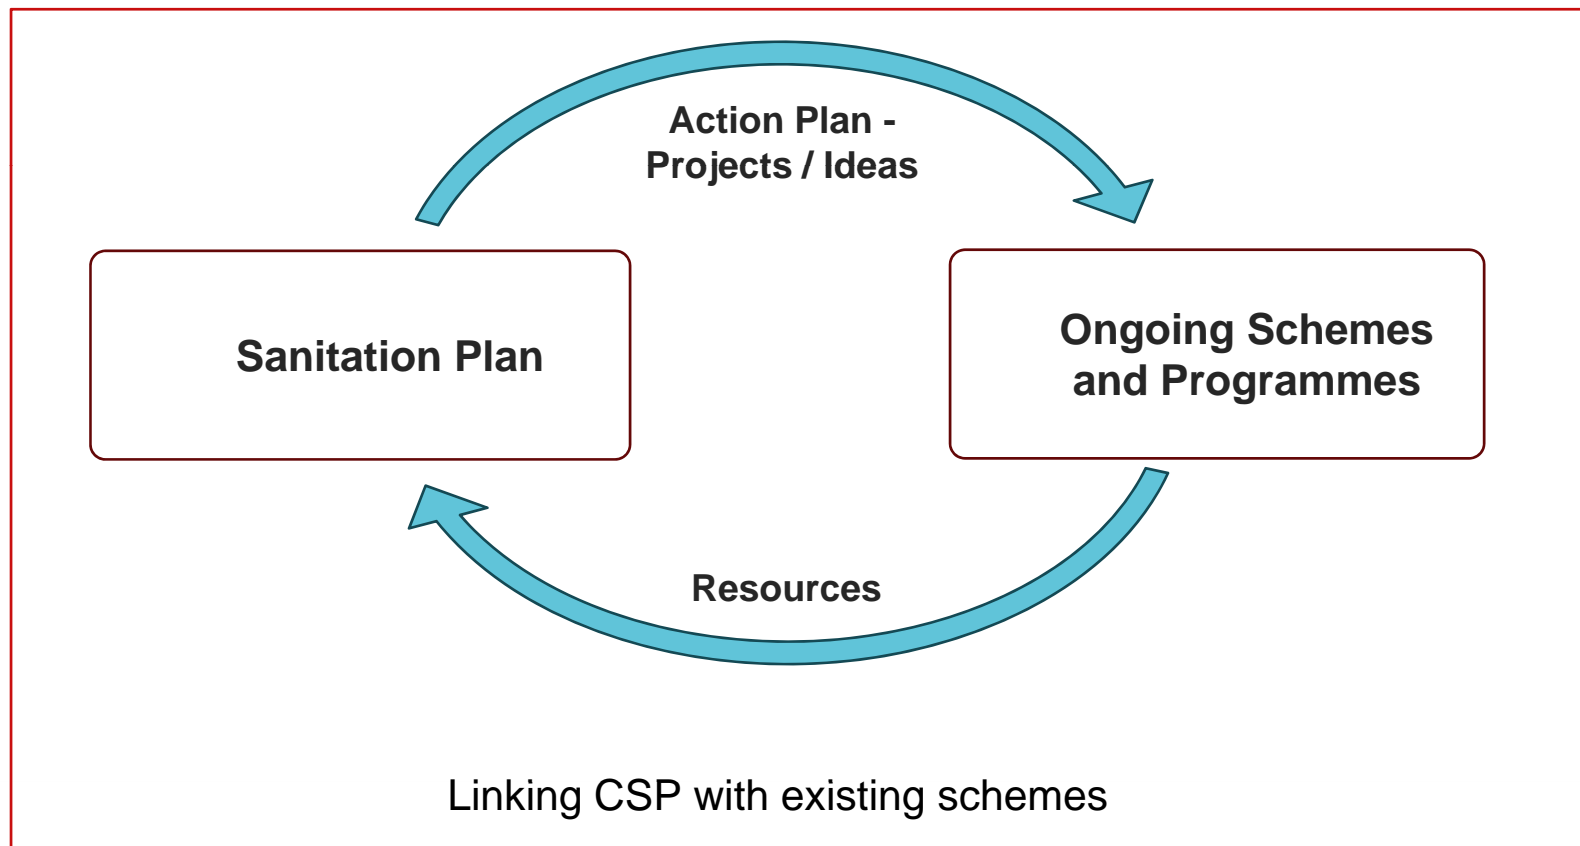 Action Plan -
Projects / Ideas
Sanitation Plan
Ongoing Schemes
and Programmes
Resources
Linking CSP with existing schemes